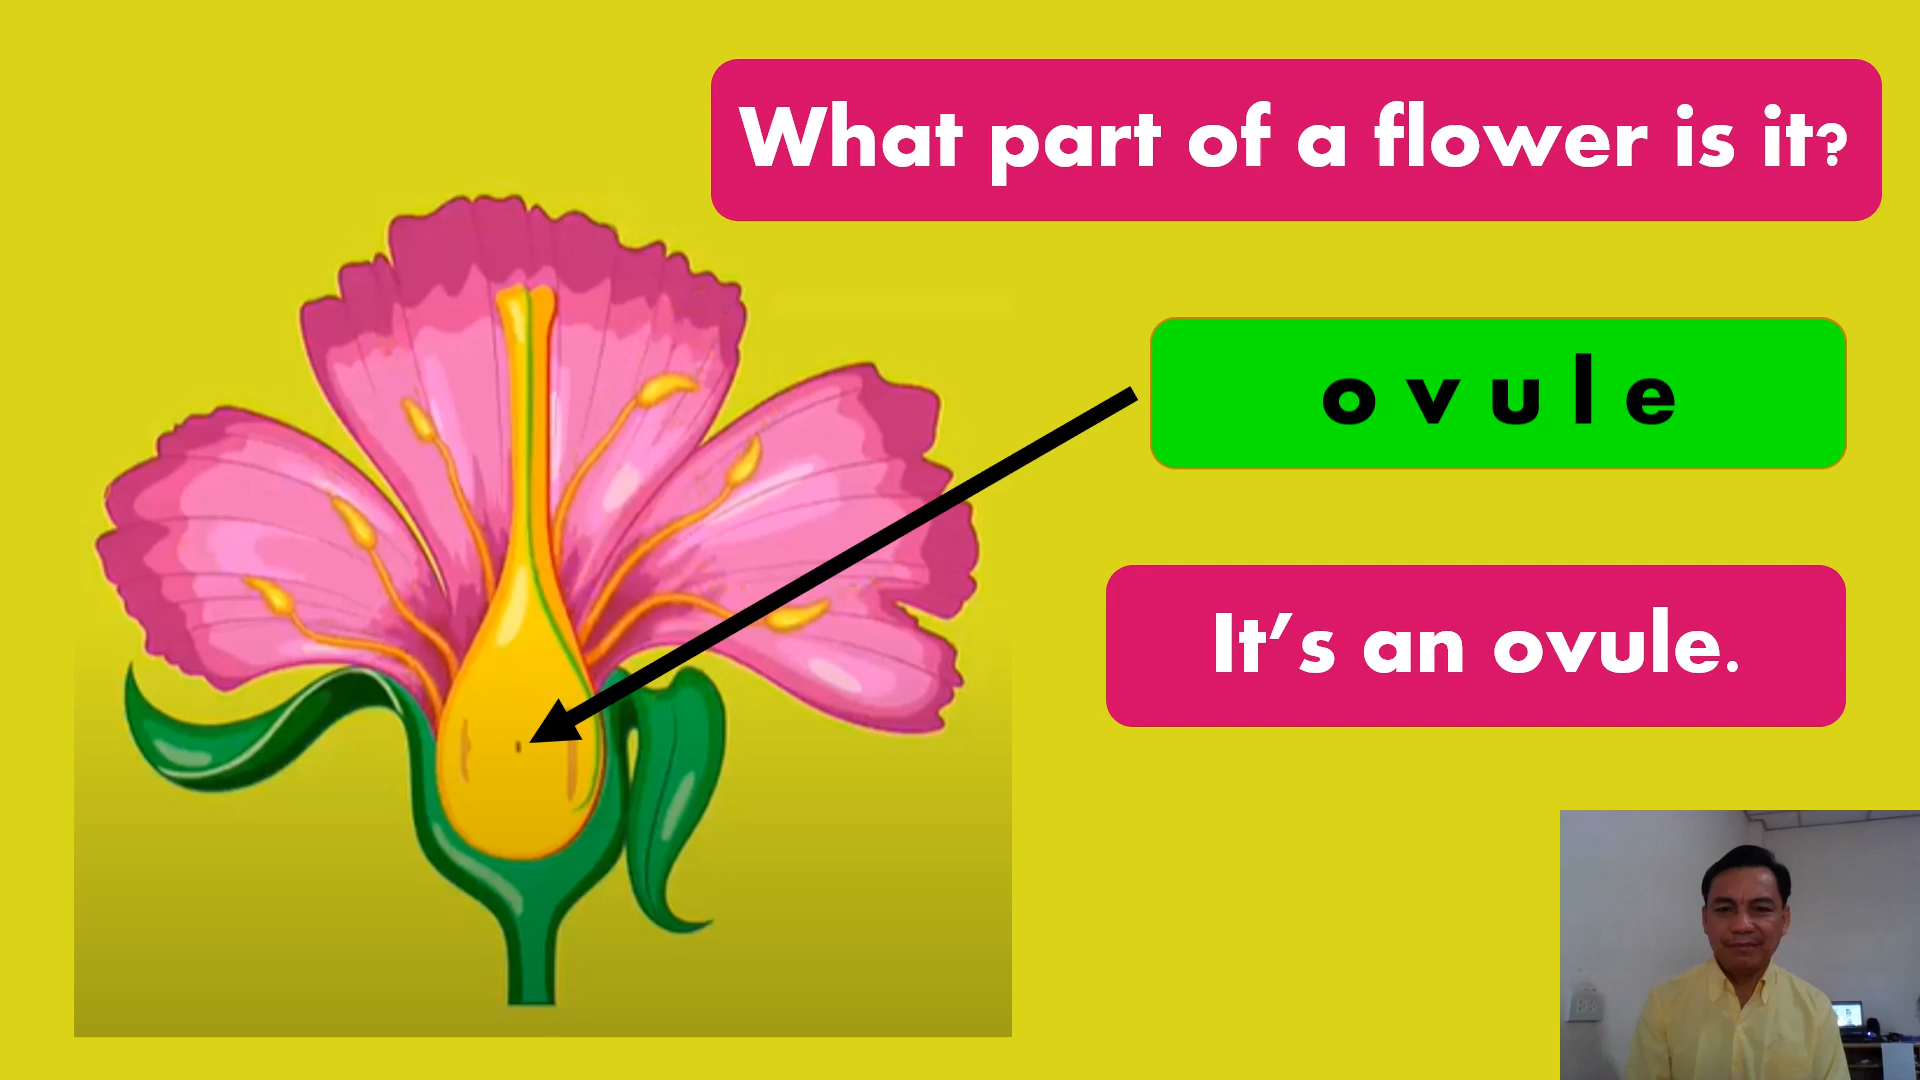 What part of a flower is it?
o v u l e
It's an ovule.